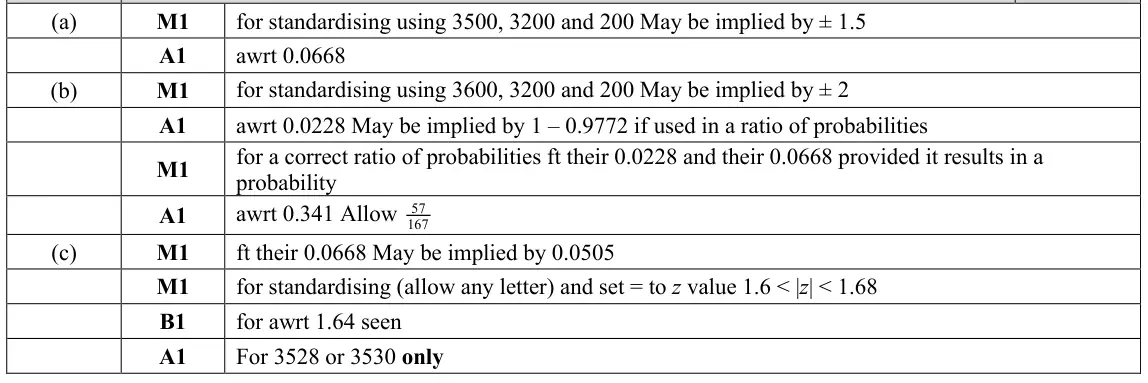 (a) M1 for standardising using 3500, 3200 and 200 May be implied by ± 1.5
A1 awrt 0.0668
(b) M1 for standardising using 3600, 3200 and 200 May be implied by ± 2
A1 awrt 0.0228 May be implied by 1 – 0.9772 if used in a ratio of probabilities
M1 for a correct ratio of probabilities ft their 0.0228 and their 0.0668 provided it results in a
probability
A1 awrt 0.341 Allow 57/167
(c) M1 ft their 0.0668 May be implied by 0.0505
M1 for standardising (allow any letter) and set = to z value 1.6 < |z| < 1.68
B1 for awrt 1.64 seen
A1 For 3528 or 3530 only